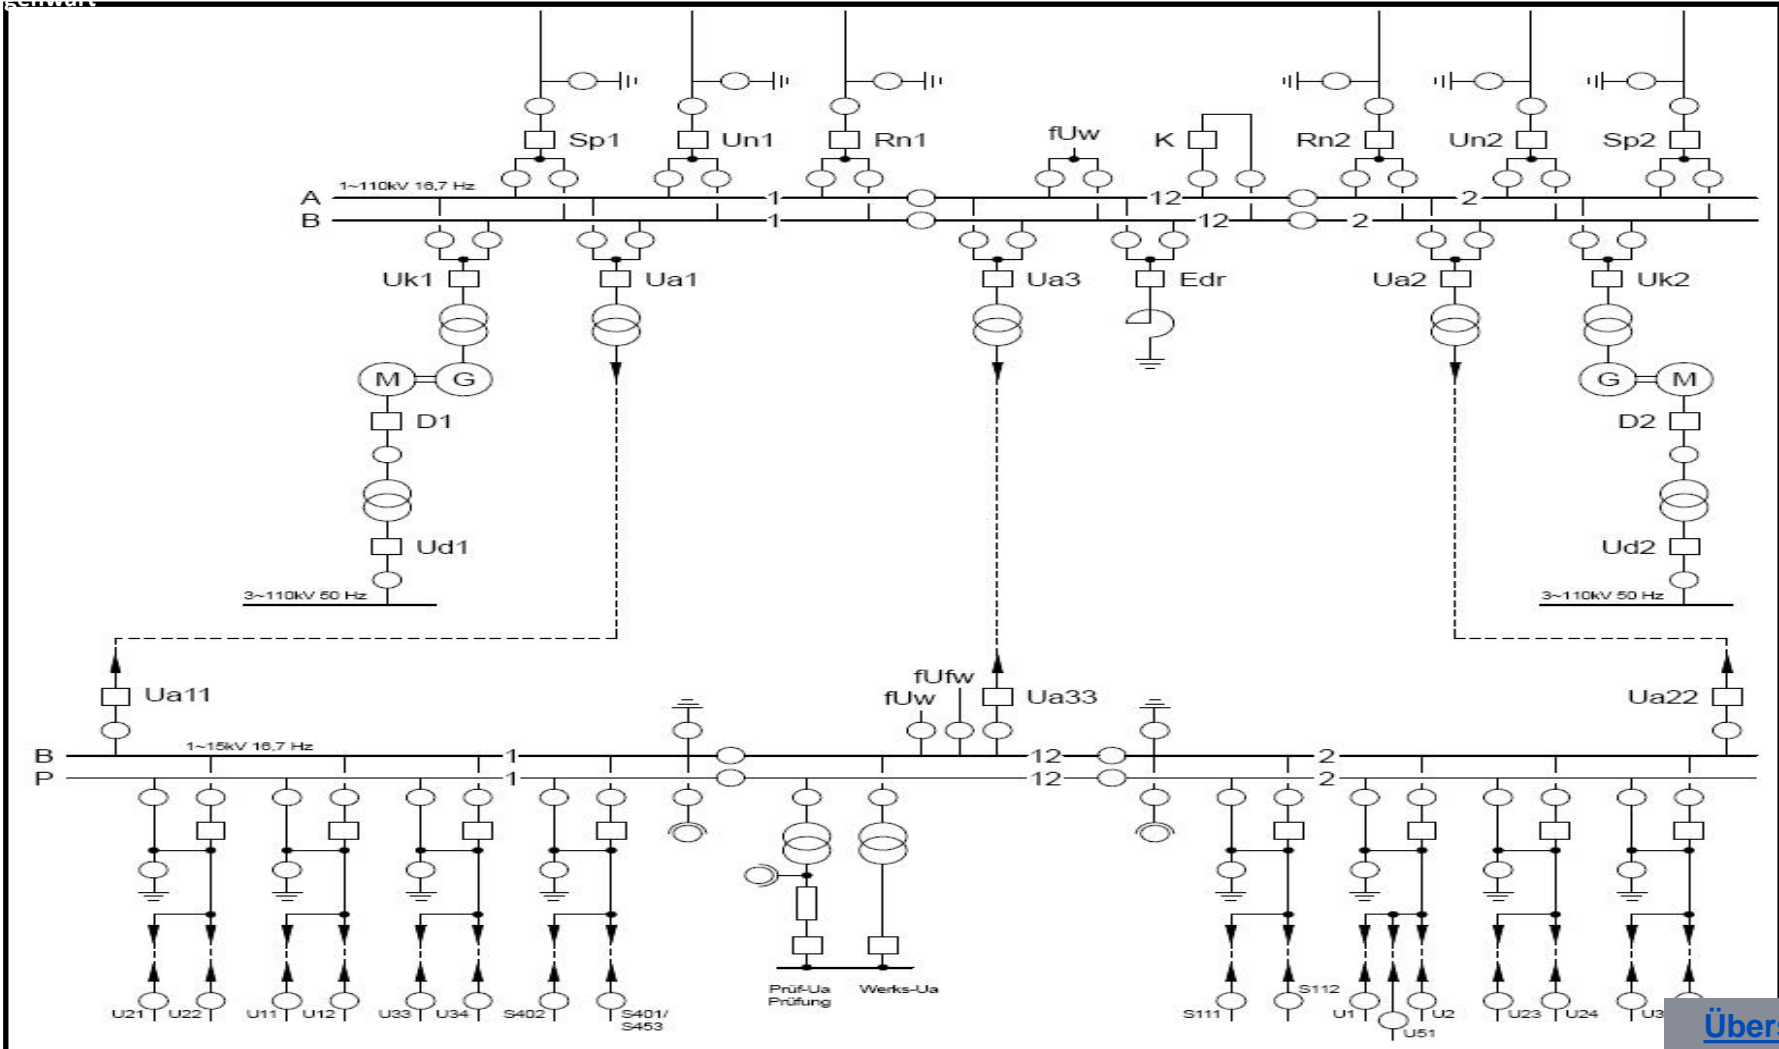 Sp1
Un1
Rn1
fUw
K
Rn2
Un2
Sp2
1~110kV 16,7 Hz
A
1
12
2
B
1
12
2
Uk1
Ua1
Ua3
Edr
Ua2
Uk2
M
G
G
M
D1
D2
Ud1
Ud2
3~110kV 50 Hz
3~110kV 50 Hz
fUfw
fUw
Ua11
Ua33
Ua22
1~15kV 16,7 Hz
B
1
12
2
P
1
12
2
Prüf-Ua
Prüfung
Werks-Ua
U21
U22
U11
U12
U33
U34
S402
S401/
S453
S111
S112
U1
U51
U2
U23
U24